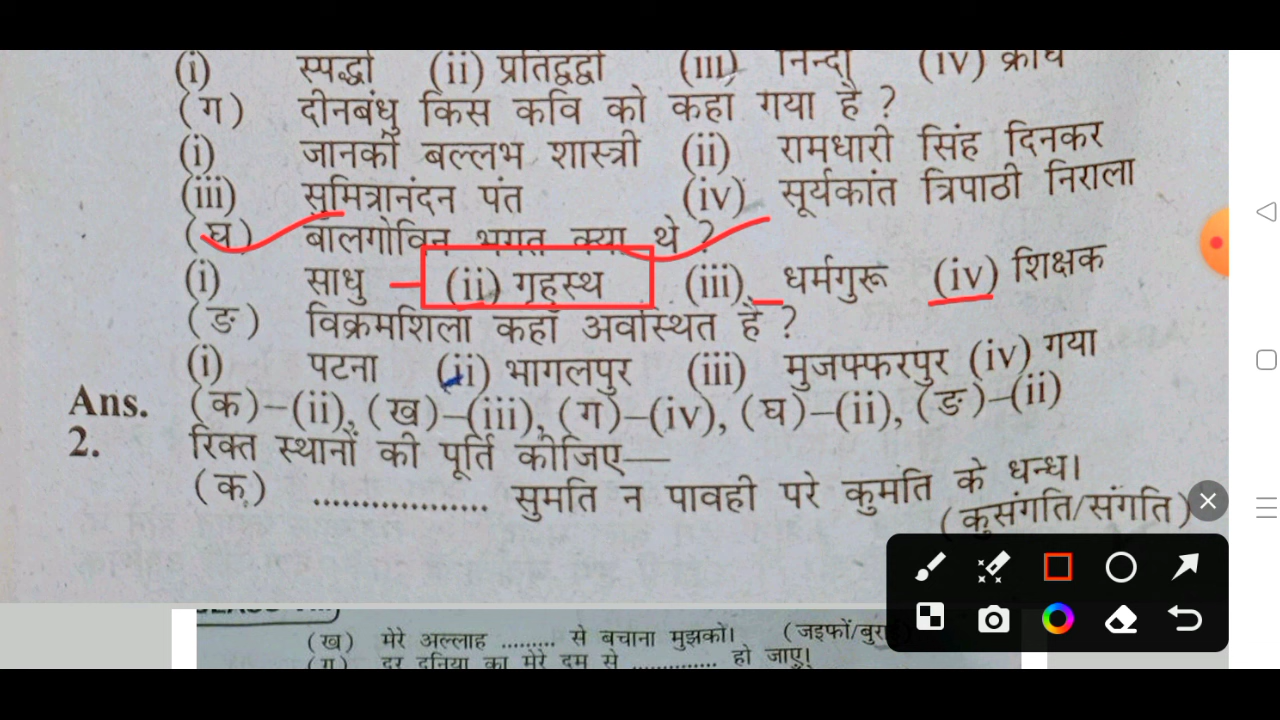 (i) स्पर्द्धा (ii) प्रतिद्वंद्वी (iii) निन्दा (iv) क्रोध
(ग) दीनबंधु किस कवि को कहाँ गया है ?
(i) जानकी बल्लभ शास्त्री (ii) रामधारी सिंह दिनकर
(iii) सुमित्रानंदन पंत (iv) सूर्यकांत त्रिपाठी निराला
(घ) बालगोविन भगत क्या थे ?
(i) साधु (ii) गृहस्थ (iii) धर्मगुरू (iv) शिक्षक
(ङ) विक्रमशिला कहाँ अवस्थित है ?
(i) पटना (ii) भागलपुर (iii) मुजफ्फरपुर (iv) गया
Ans. (क)–(ii), (ख)–(iii), (ग)–(iv), (घ)–(ii), (ङ)–(ii)
2. रिक्त स्थानों की पूर्ति कीजिए—
(क) .................. सुमति न पावही परे कुमति के धन्ध।
(कुसंगति/संगति)
(ख) मेरे अल्लाह ......... से बचाना मुझको। (जइफों/
(ग) दूर दुनिया का मेरे दम से .............. हो जाए।